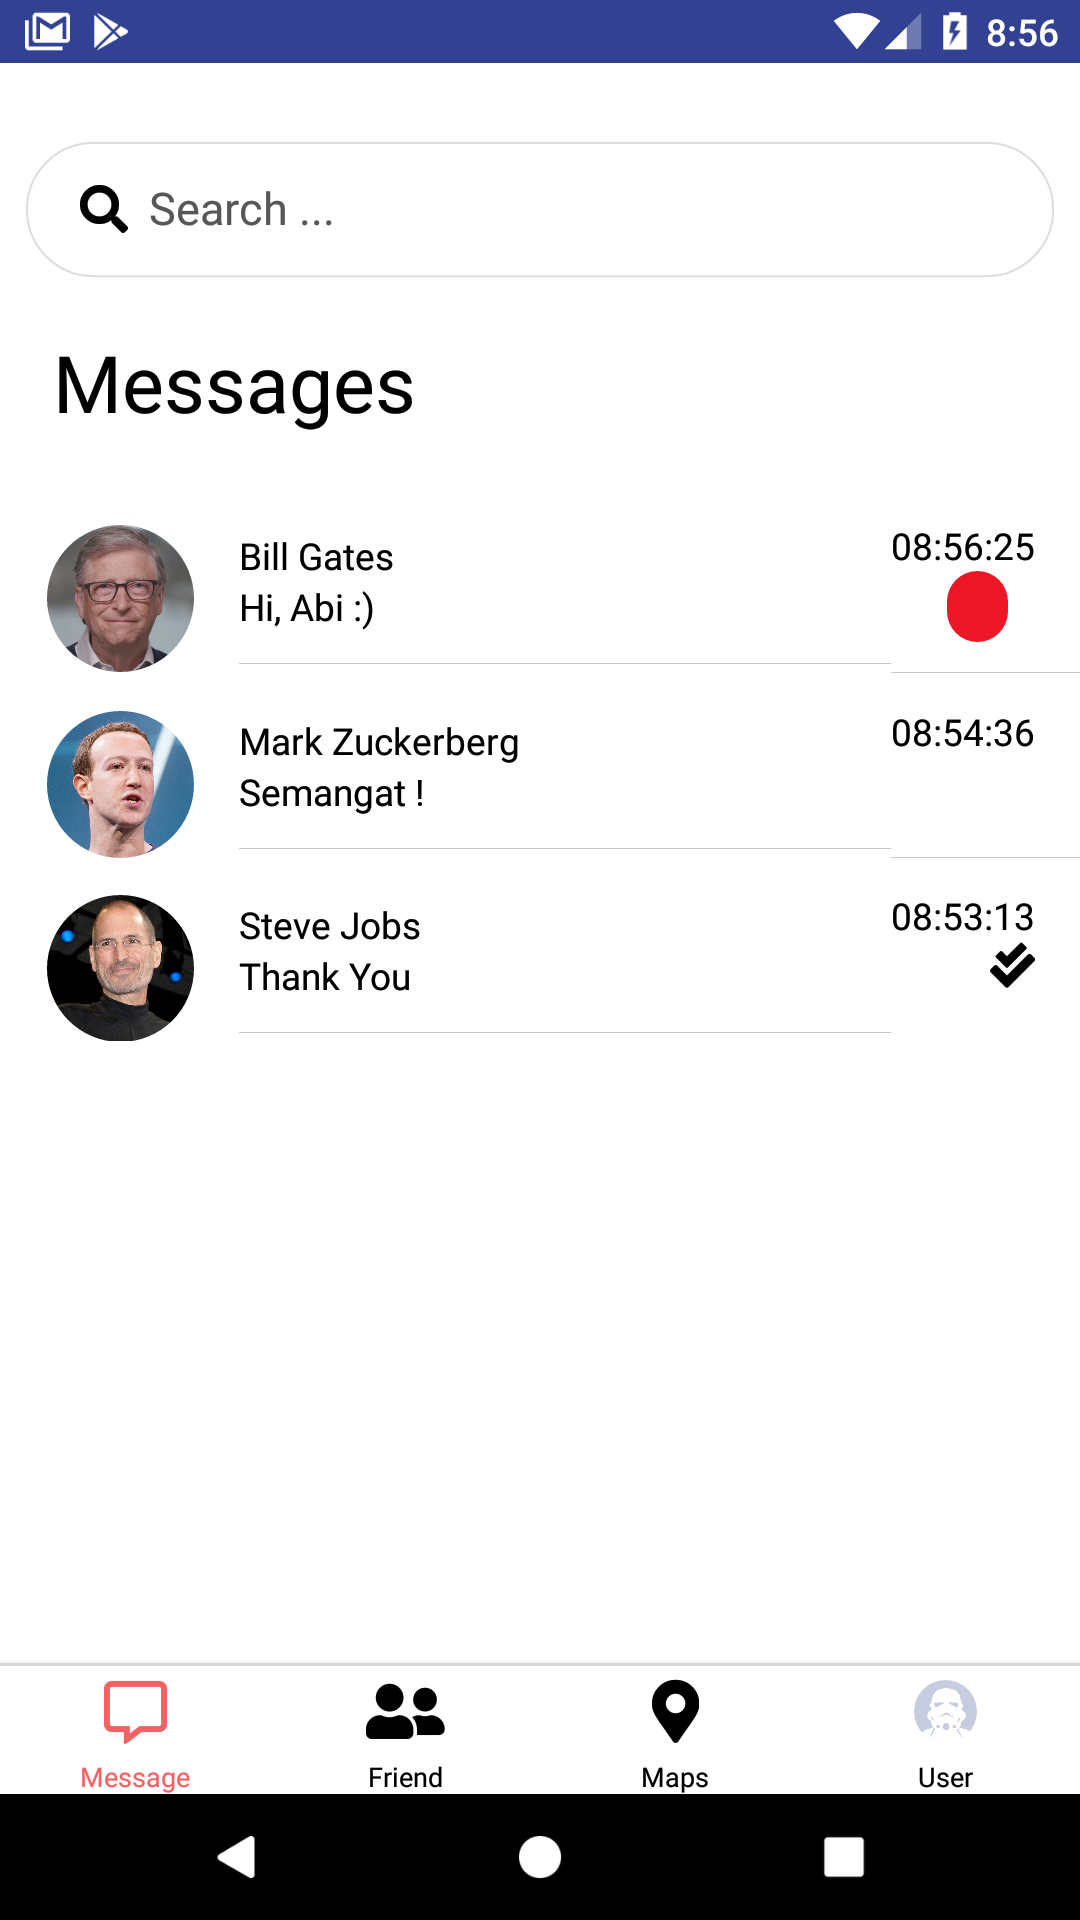 8:56
Search ...
Messages
Bill Gates
08:56:25
Hi, Abi :)
Mark Zuckerberg
08:54:36
Semangat !
Steve Jobs
08:53:13
Thank You
Message
Friend
Maps
User